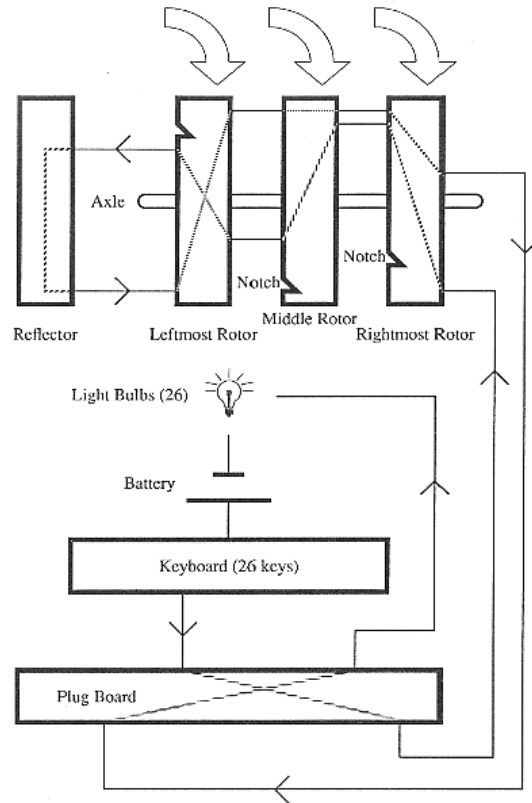 Axle
Notch
Notch
Middle Rotor
Reflector
Leftmost Rotor
Rightmost Rotor
Light Bulbs (26)
Battery
Keyboard (26 keys)
Plug Board